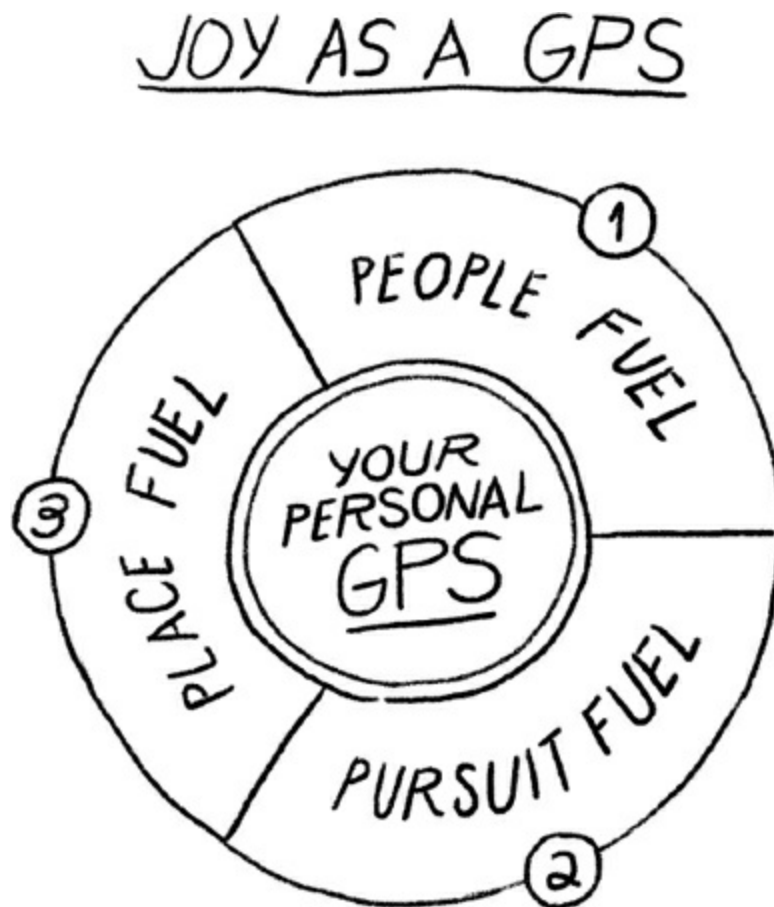 JOY AS A GPS
1
PEOPLE FUEL
YOUR
PERSONAL
GPS
3
PLACE FUEL
PURSUIT FUEL
2